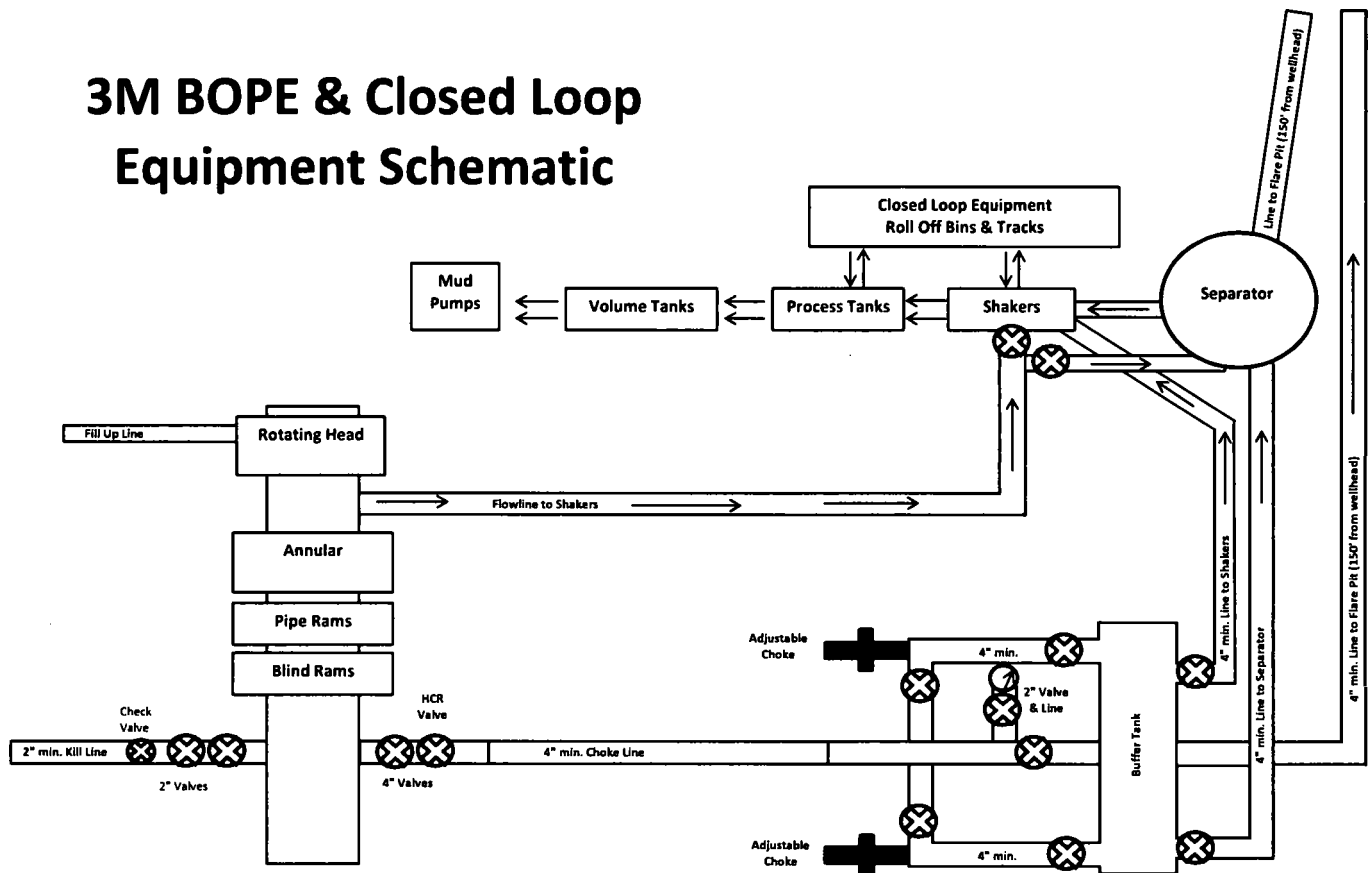 3M BOPE & Closed Loop
Equipment Schematic
Line to Flare Pit (150' from wellhead)
4" min. Line to Flare Pit (150' from wellhead)
Closed Loop Equipment
Roll Off Bins & Tracks
Mud
Pumps
Volume Tanks
Process Tanks
Shakers
Separator
Fill Up Line
Rotating Head
Flowline to Shakers
Annular
Pipe Rams
Blind Rams
Check
Valve
HCR
Valve
2" min. Kill Line
2" Valves
4" Valves
4" min. Choke Line
Adjustable
Choke
4" min.
2" Valve
& Line
Buffer Tank
4" min. Line to Shakers
4" min. Line to Separator
Adjustable
Choke
4" min.